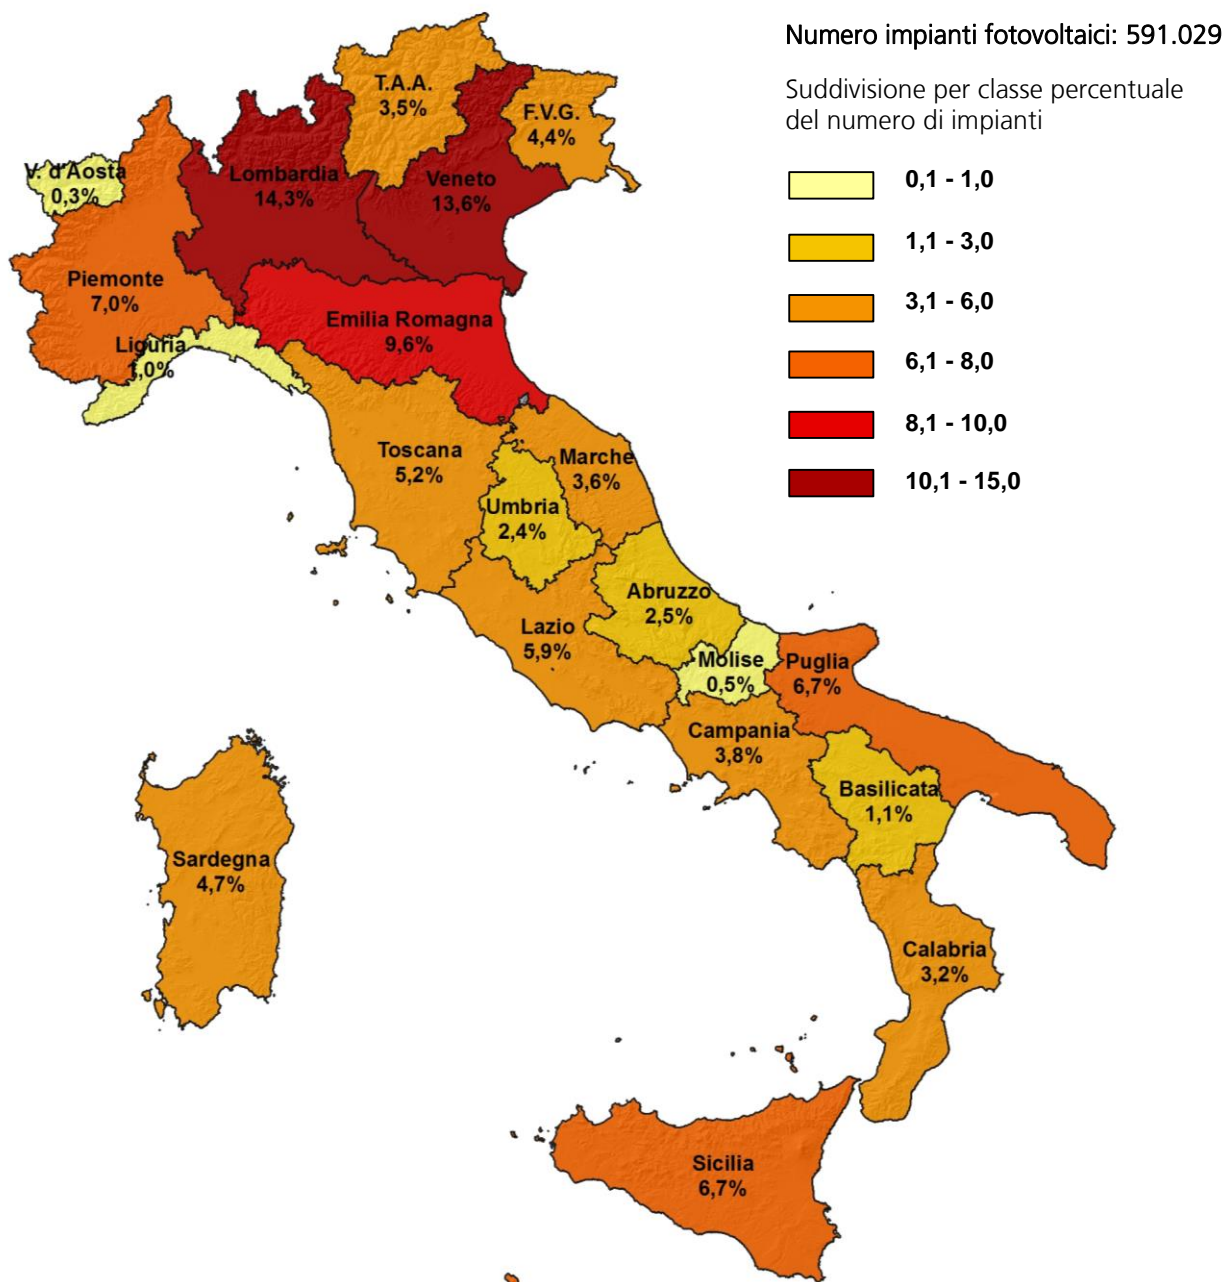 Numero impianti fotovoltaici: 591.029
Suddivisione per classe percentuale
del numero di impianti
0,1 - 1,0
1,1 - 3,0
3,1 - 6,0
6,1 - 8,0
8,1 - 10,0
10,1 - 15,0
T.A.A.
3,5%
F.V.G.
4,4%
V. d'Aosta
0,3%
Lombardia
14,3%
Veneto
13,6%
Piemonte
7,0%
Emilia Romagna
9,6%
Liguria
1,0%
Toscana
5,2%
Marche
3,6%
Umbria
2,4%
Abruzzo
2,5%
Lazio
5,9%
Molise
0,5%
Puglia
6,7%
Campania
3,8%
Basilicata
1,1%
Sardegna
4,7%
Calabria
3,2%
Sicilia
6,7%